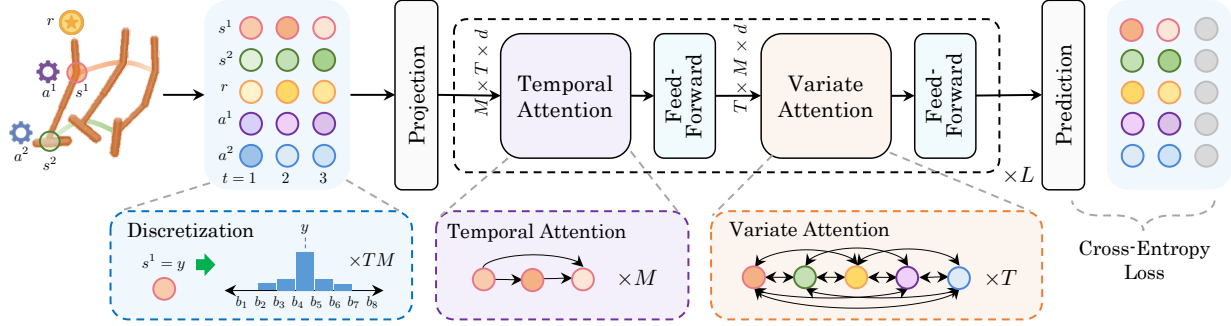 r
a¹
s¹
a²
s²
s¹
s²
r
a¹
a²
t = 1 2 3
Projection
M × T × d
Temporal
Attention
Feed-
Forward
T × M × d
Variate
Attention
Feed-
Forward
×L
Prediction
Discretization
s¹ = y
y
×TM
b₁ b₂ b₃ b₄ b₅ b₆ b₇ b₈
Temporal Attention
×M
Variate Attention
×T
Cross-Entropy
Loss